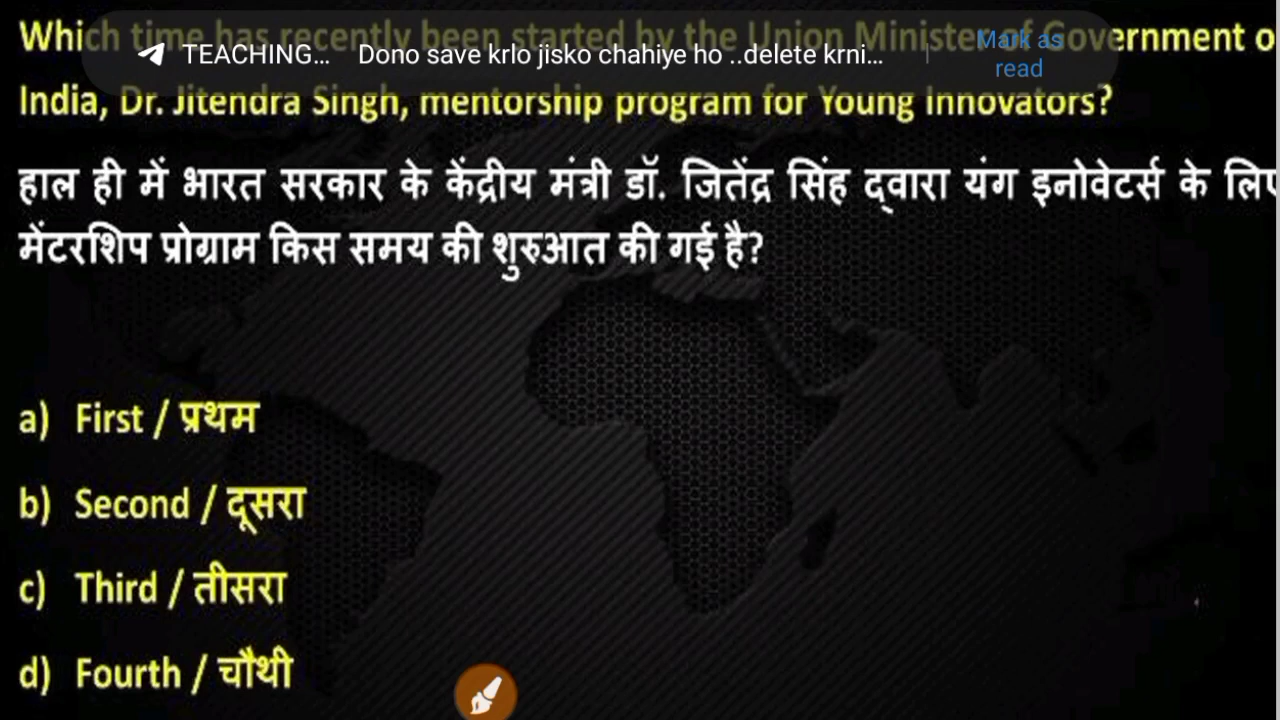 Which time has recently been started by the Union Minister of Government o
TEACHING... Dono save krlo jisko chahiye ho ..delete krni...
Mark as
read
India, Dr. Jitendra Singh, mentorship program for Young Innovators?
हाल ही में भारत सरकार के केंद्रीय मंत्री डॉ. जितेंद्र सिंह द्वारा यंग इनोवेटर्स के लिए
मेंटरशिप प्रोग्राम किस समय की शुरुआत की गई है?
a) First / प्रथम
b) Second / दूसरा
c) Third / तीसरा
d) Fourth / चौथी